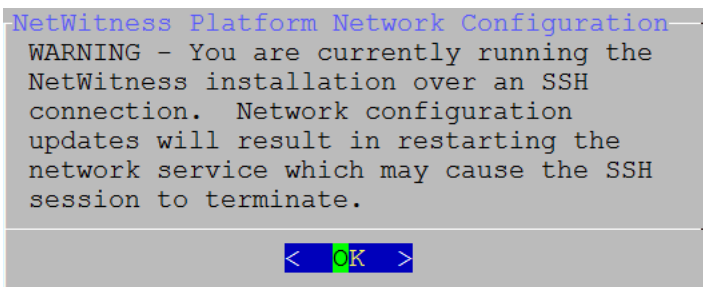 NetWitness Platform Network Configuration
WARNING - You are currently running the
NetWitness installation over an SSH
connection.  Network configuration
updates will result in restarting the
network service which may cause the SSH
session to terminate.
<  OK  >